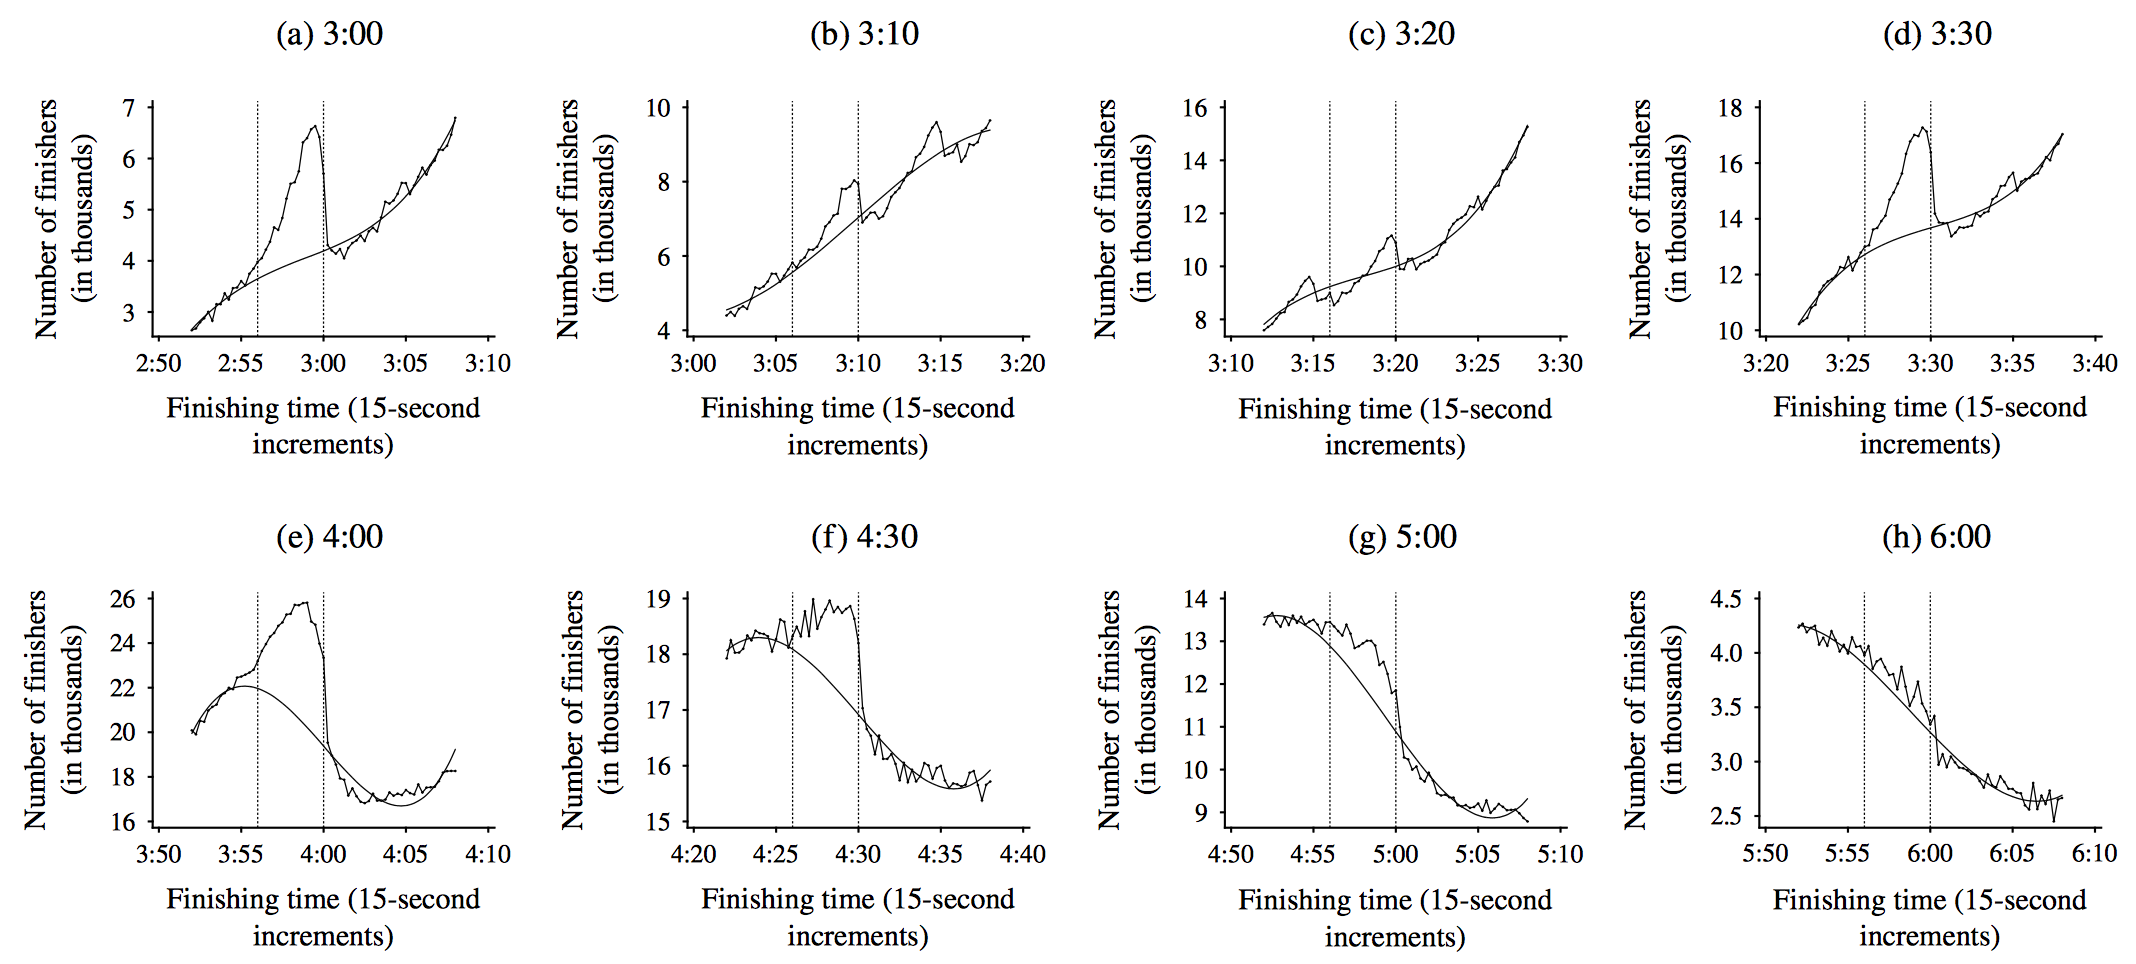 (a) 3:00
Number of finishers
(in thousands)
7
6
5
4
3
2:50 2:55 3:00 3:05 3:10
Finishing time (15-second
increments)
(b) 3:10
Number of finishers
(in thousands)
10
8
6
4
3:00 3:05 3:10 3:15 3:20
Finishing time (15-second
increments)
(c) 3:20
Number of finishers
(in thousands)
16
14
12
10
8
3:10 3:15 3:20 3:25 3:30
Finishing time (15-second
increments)
(d) 3:30
Number of finishers
(in thousands)
18
16
14
12
10
3:20 3:25 3:30 3:35 3:40
Finishing time (15-second
increments)
(e) 4:00
Number of finishers
(in thousands)
26
24
22
20
18
16
3:50 3:55 4:00 4:05 4:10
Finishing time (15-second
increments)
(f) 4:30
Number of finishers
(in thousands)
19
18
17
16
15
4:20 4:25 4:30 4:35 4:40
Finishing time (15-second
increments)
(g) 5:00
Number of finishers
(in thousands)
14
13
12
11
10
9
4:50 4:55 5:00 5:05 5:10
Finishing time (15-second
increments)
(h) 6:00
Number of finishers
(in thousands)
4.5
4.0
3.5
3.0
2.5
5:50 5:55 6:00 6:05 6:10
Finishing time (15-second
increments)